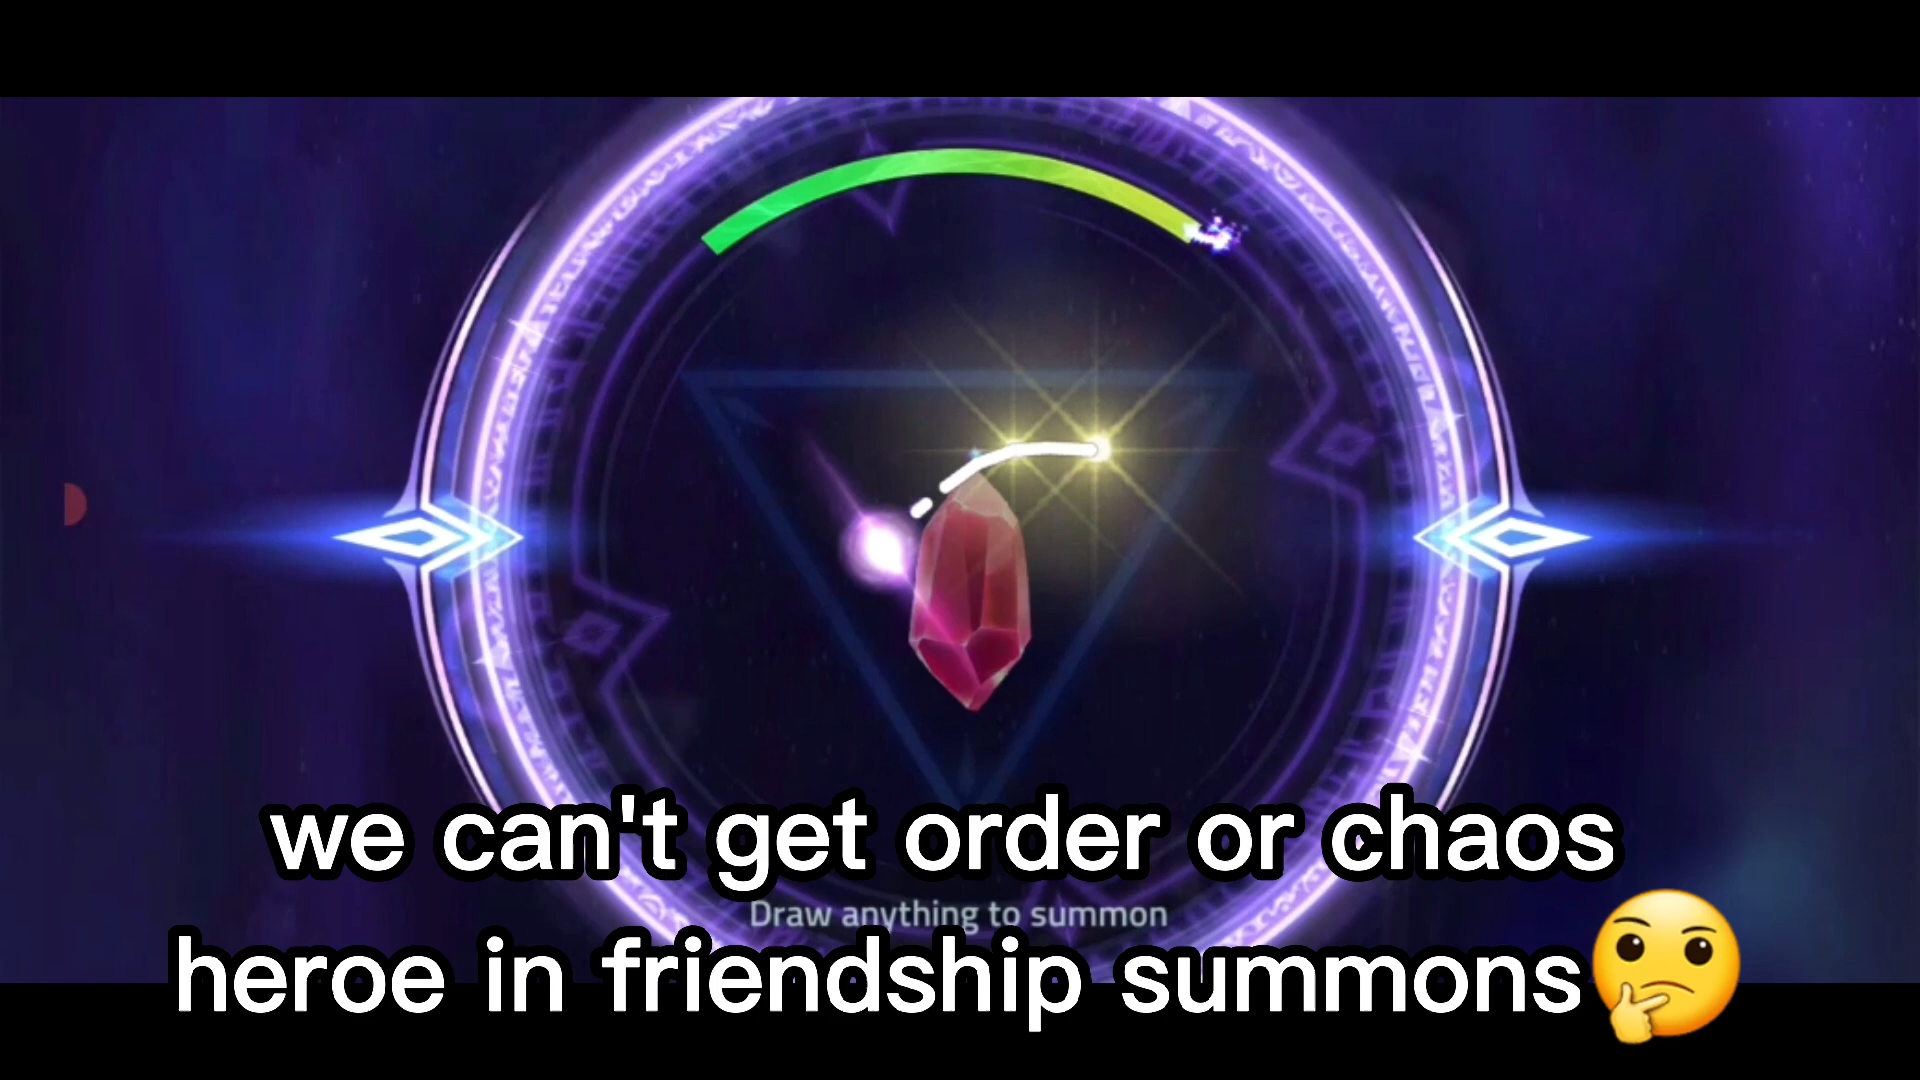 we can't get order or chaos
Draw anything to summon
heroe in friendship summons🤔